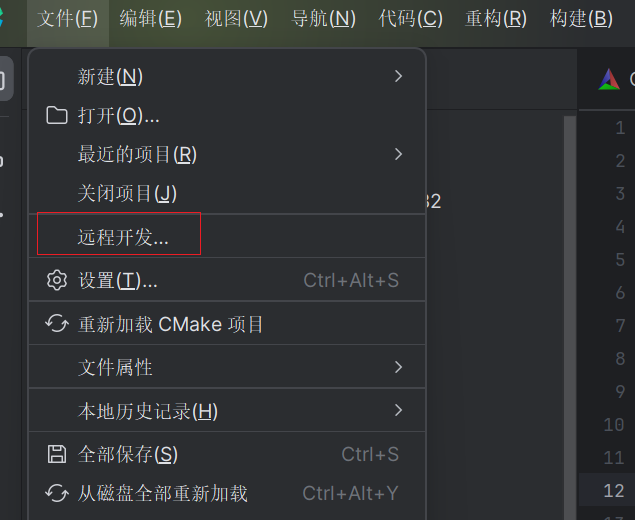 文件(F) 编辑(E) 视图(V) 导航(N) 代码(C) 重构(R) 构建(B)
新建(N)
打开(O)...
最近的项目(R)
关闭项目(J)
32
远程开发...
设置(T)... Ctrl+Alt+S
重新加载 CMake 项目
文件属性
本地历史记录(H)
全部保存(S) Ctrl+S
从磁盘全部重新加载 Ctrl+Alt+Y
1
2
3
4
5
6
7
8
9
10
11
12